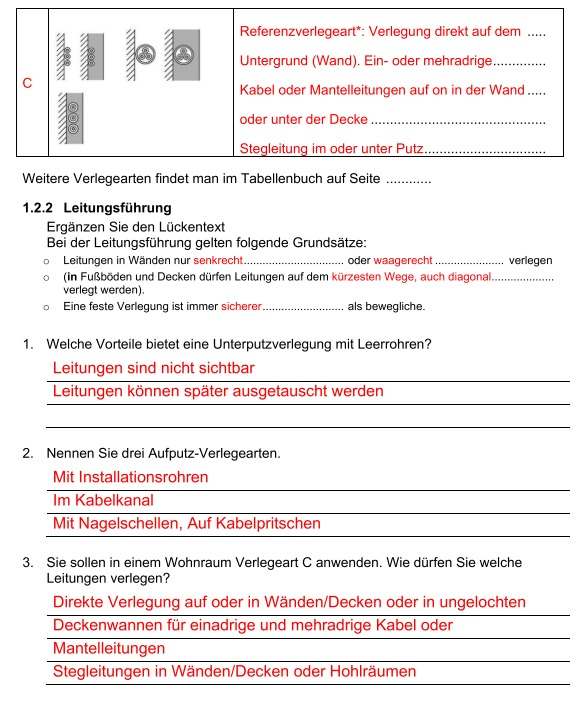 C
Referenzverlegeart*: Verlegung direkt auf dem .....
Untergrund (Wand). Ein- oder mehradrige.............
Kabel oder Mantelleitungen auf on in der Wand .....
oder unter der Decke ............................................
Stegleitung im oder unter Putz...............................
Weitere Verlegearten findet man im Tabellenbuch auf Seite ............
1.2.2 Leitungsführung
Ergänzen Sie den Lückentext
Bei der Leitungsführung gelten folgende Grundsätze:
o Leitungen in Wänden nur senkrecht................................ oder waagerecht ...................... verlegen
o (in Fußböden und Decken dürfen Leitungen auf dem kürzesten Wege, auch diagonal....................
verlegt werden).
o Eine feste Verlegung ist immer sicherer.......................... als bewegliche.
1. Welche Vorteile bietet eine Unterputzverlegung mit Leerrohren?
Leitungen sind nicht sichtbar
Leitungen können später ausgetauscht werden
2. Nennen Sie drei Aufputz-Verlegearten.
Mit Installationsrohren
Im Kabelkanal
Mit Nagelschellen, Auf Kabelpritschen
3. Sie sollen in einem Wohnraum Verlegeart C anwenden. Wie dürfen Sie welche
Leitungen verlegen?
Direkte Verlegung auf oder in Wänden/Decken oder in ungelochten
Deckenwannen für einadrige und mehradrige Kabel oder
Mantelleitungen
Stegleitungen in Wänden/Decken oder Hohlräumen